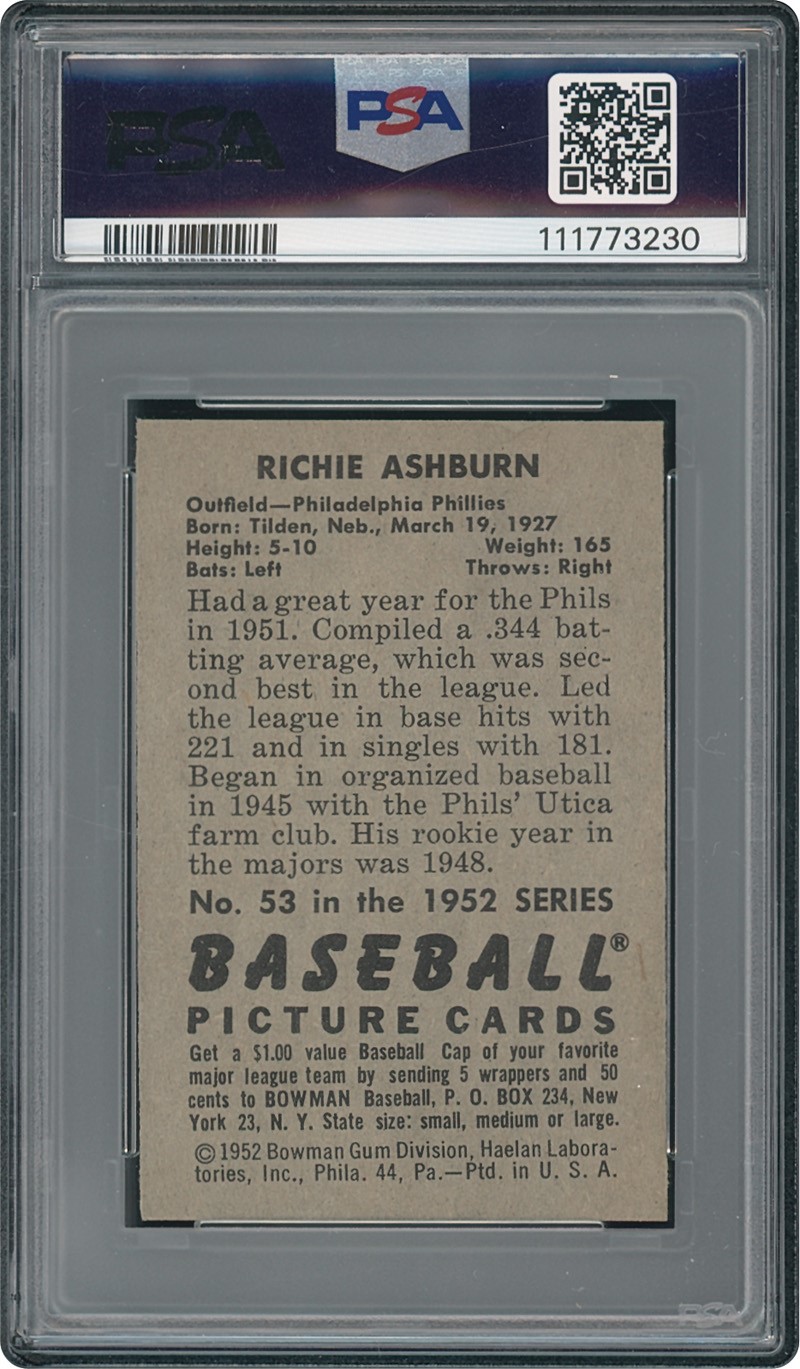 PSA
PSA
111773230
RICHIE ASHBURN
Outfield—Philadelphia Phillies
Born: Tilden, Neb., March 19, 1927
Height: 5-10 Weight: 165
Bats: Left Throws: Right
Had a great year for the Phils
in 1951. Compiled a .344 bat-
ting average, which was sec-
ond best in the league. Led
the league in base hits with
221 and in singles with 181.
Began in organized baseball
in 1945 with the Phils' Utica
farm club. His rookie year in
the majors was 1948.
No. 53 in the 1952 SERIES
BASEBALL®
PICTURE CARDS
Get a $1.00 value Baseball Cap of your favorite
major league team by sending 5 wrappers and 50
cents to BOWMAN Baseball, P. O. BOX 234, New
York 23, N. Y. State size: small, medium or large.
©1952 Bowman Gum Division, Haelan Labora-
tories, Inc., Phila. 44, Pa.—Ptd. in U. S. A.
PSA